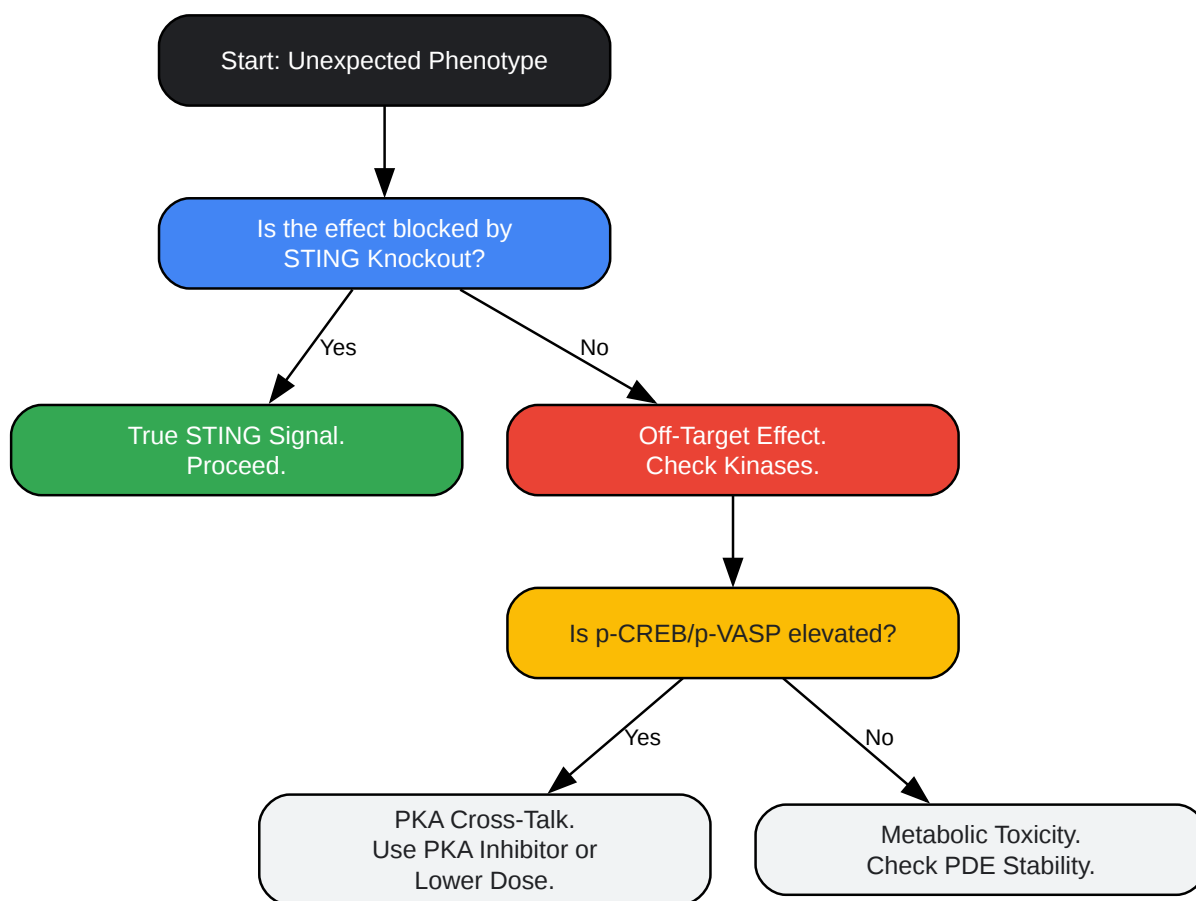 Start: Unexpected Phenotype
Is the effect blocked by
STING Knockout?
Yes
No
True STING Signal.
Proceed.
Off-Target Effect.
Check Kinases.
Is p-CREB/p-VASP elevated?
Yes
No
PKA Cross-Talk.
Use PKA Inhibitor or
Lower Dose.
Metabolic Toxicity.
Check PDE Stability.